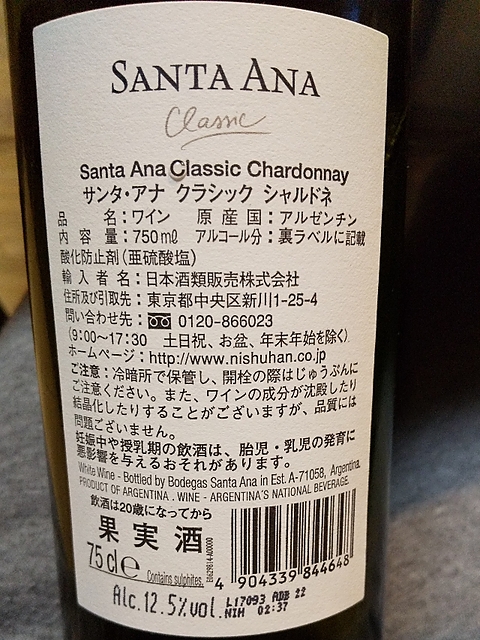 SANTA ANA
Classic
Santa Ana Classic Chardonnay
サンタ・アナ クラシック シャルドネ
品名：ワイン 原産国：アルゼンチン
内容量：750mℓ アルコール分：裏ラベルに記載
酸化防止剤（亜硫酸塩）
輸入者名：日本酒類販売株式会社
住所及び引取先：東京都中央区新川1-25-4
問い合わせ先： 0120-866023
（9:00～17:30 土日祝、お盆、年末年始を除く）
ホームページ：http://www.nishuhan.co.jp
ご注意：冷暗所で保管し、開栓の際はじゅうぶんに
ご注意ください。また、ワインの成分が沈殿したり
結晶化したりすることがございますが、品質には
問題ございません。
妊娠中や授乳期の飲酒は、胎児・乳児の発育に
悪影響を与えるおそれがあります。
White Wine - Bottled by Bodegas Santa Ana in Est. A-71058, Argentina.
PRODUCT OF ARGENTINA . WINE - ARGENTINA'S NATIONAL BEVERAGE.
飲酒は20歳になってから
果実酒
75 cl e
Contains sulphites.
4 904339 844648
Alc.12.5%vol.
L17093 ADB 22
NIH 02:37